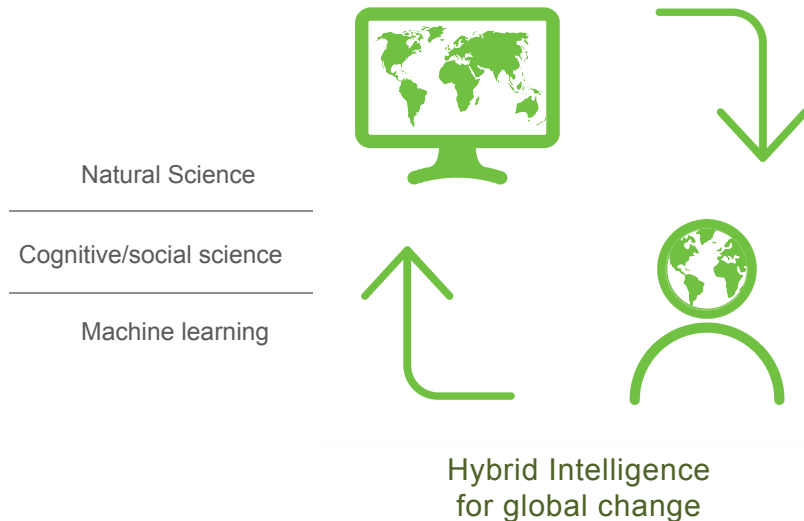 Natural Science
Cognitive/social science
Machine learning
Hybrid Intelligence
for global change